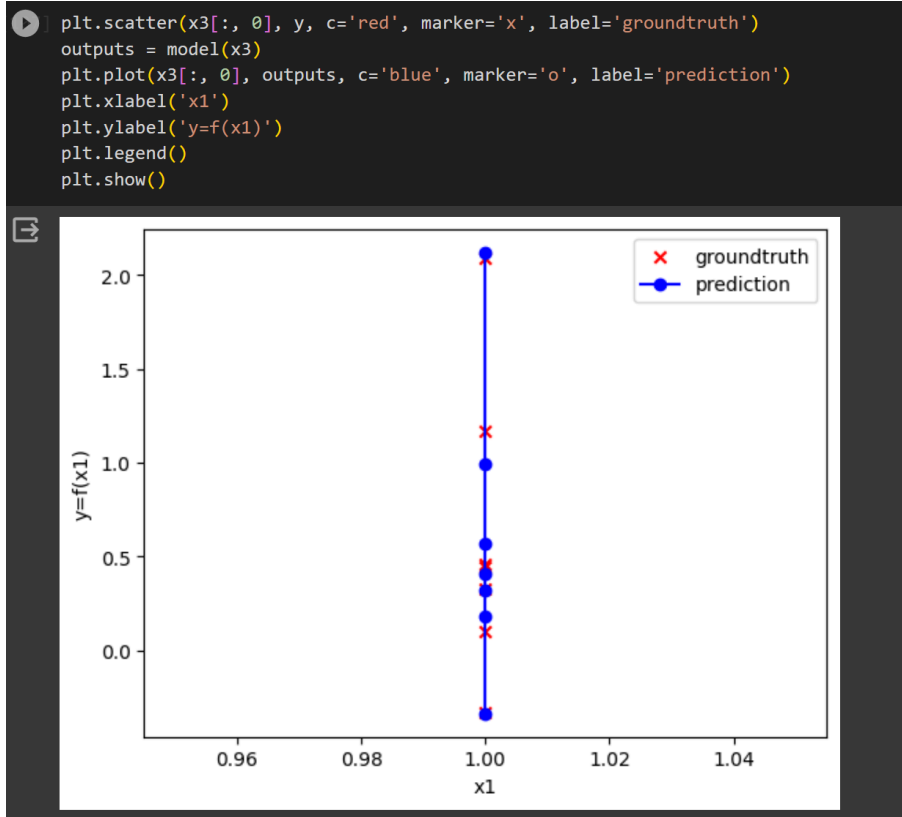 plt.scatter(x3[:, 0], y, c='red', marker='x', label='groundtruth')
outputs = model(x3)
plt.plot(x3[:, 0], outputs, c='blue', marker='o', label='prediction')
plt.xlabel('x1')
plt.ylabel('y=f(x1)')
plt.legend()
plt.show()
groundtruth
prediction
2.0
1.5
1.0
0.5
0.0
y=f(x1)
0.96 0.98 1.00 1.02 1.04
x1